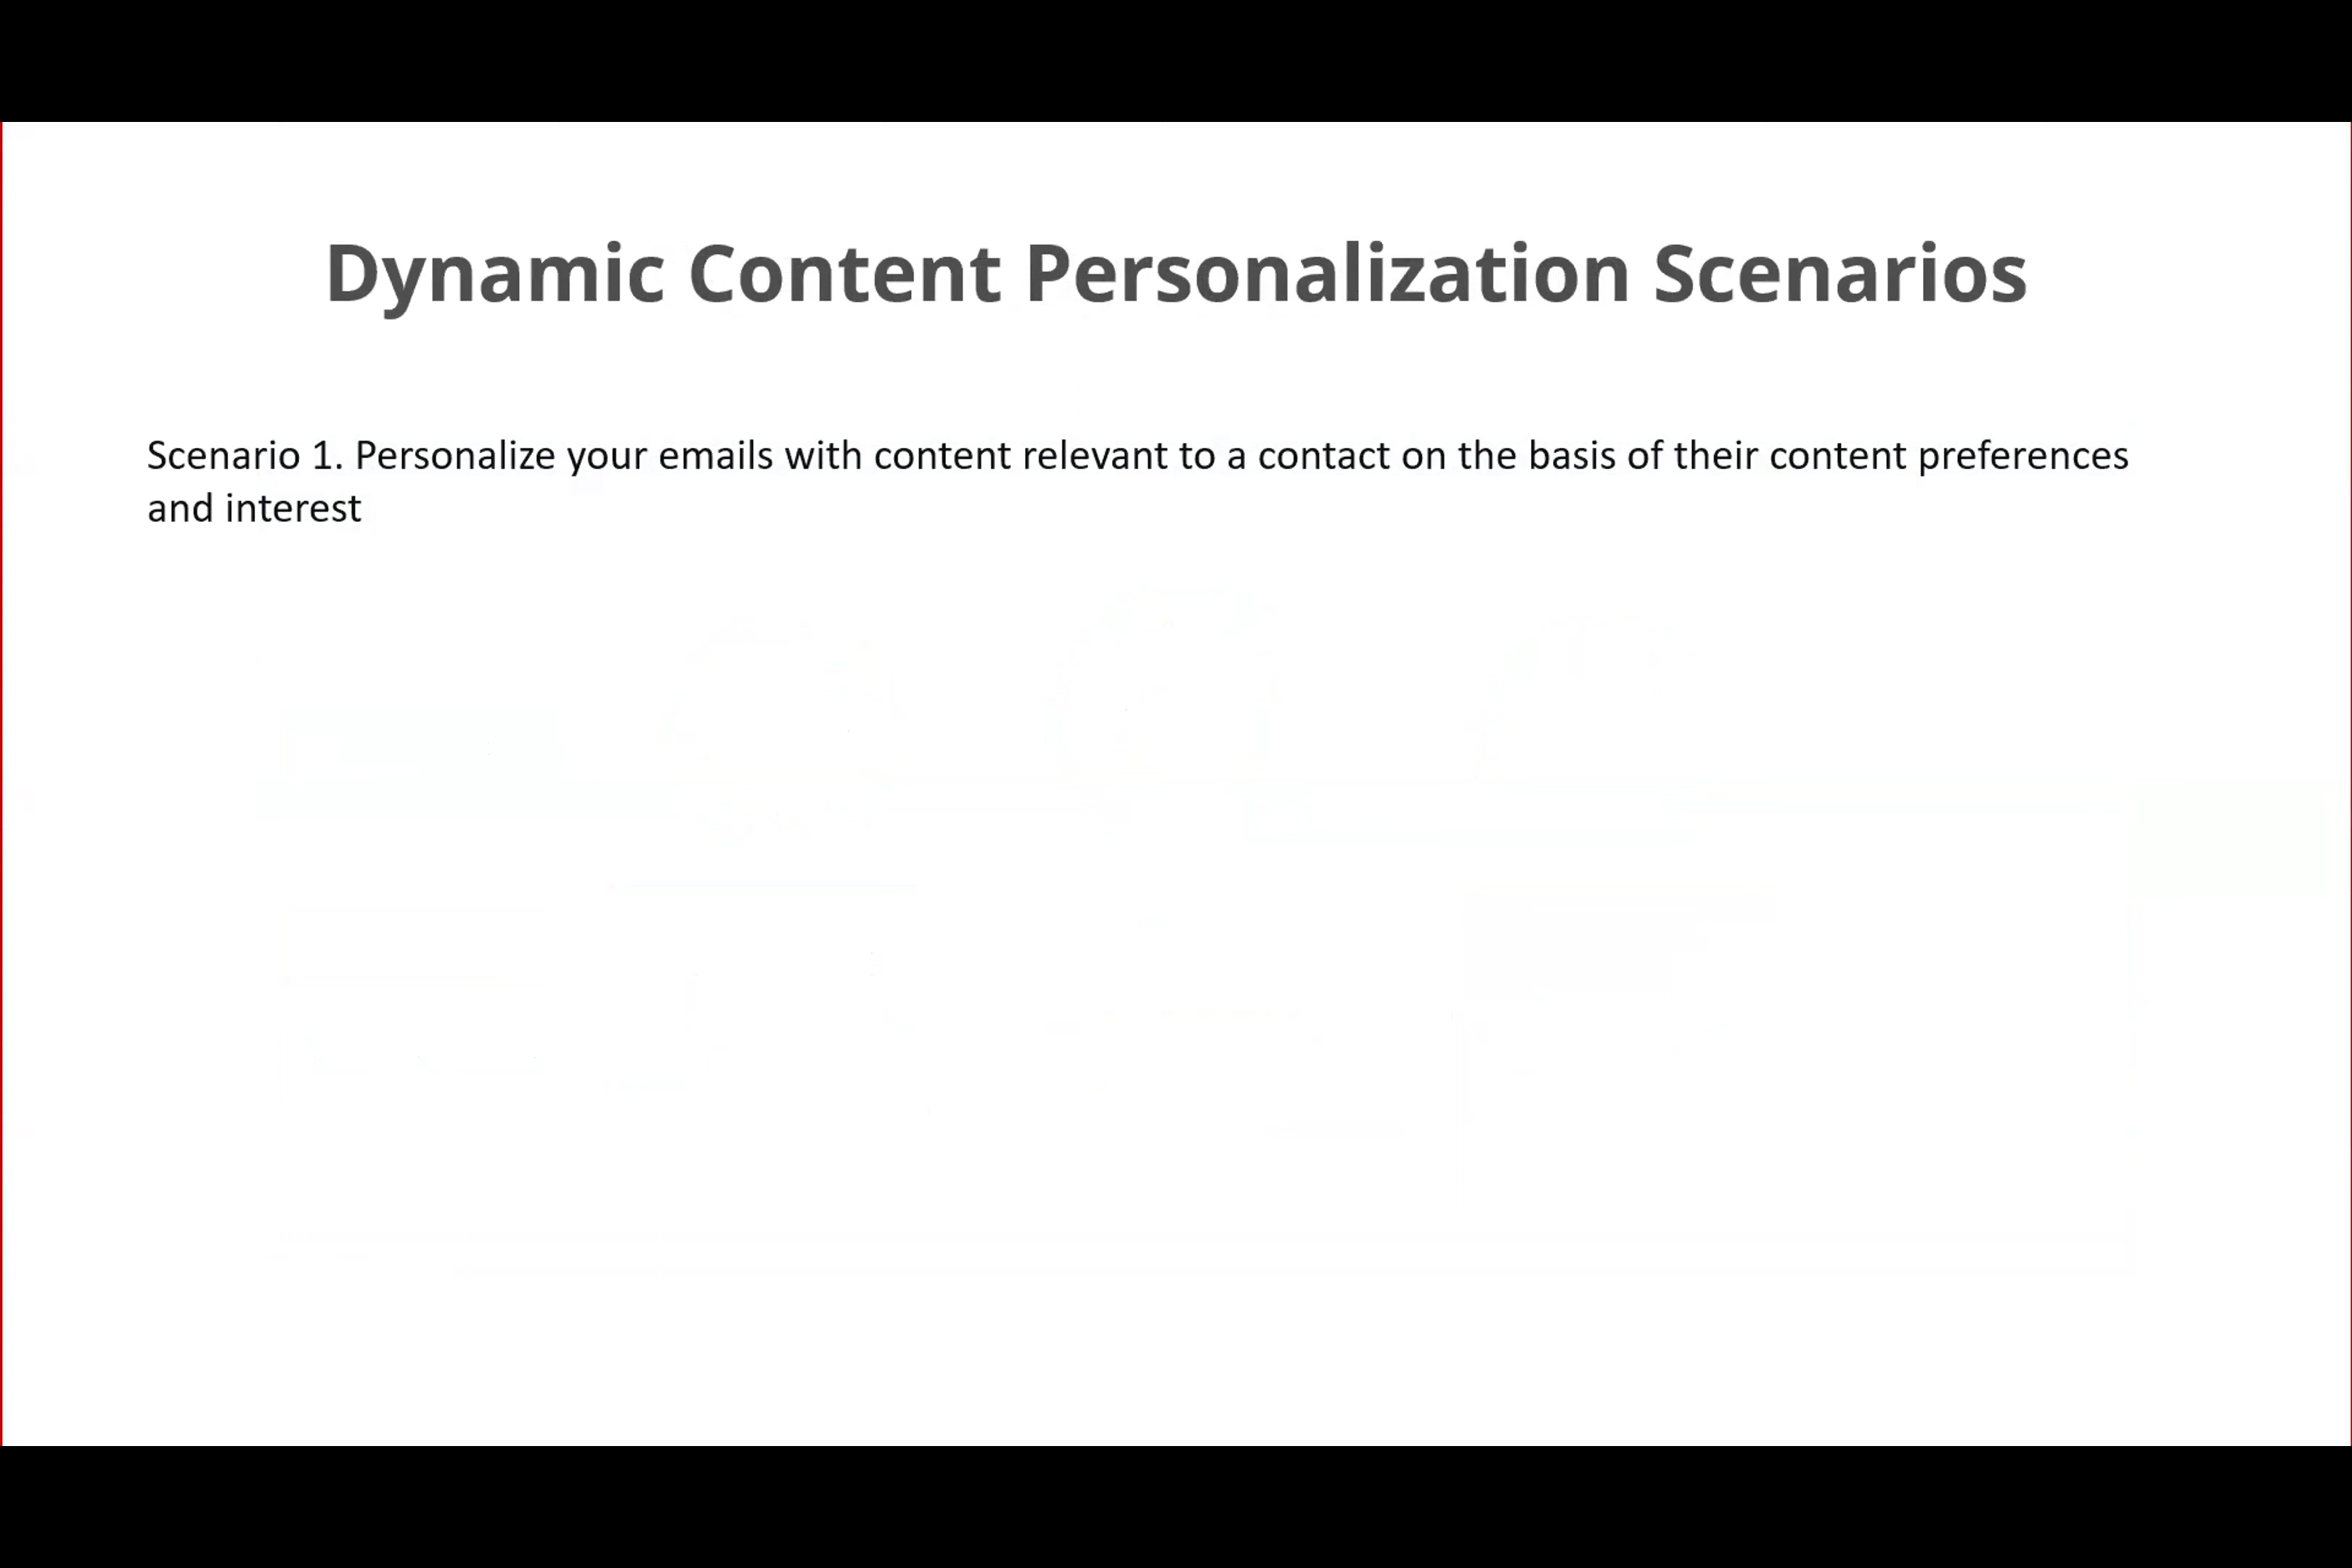 Dynamic Content Personalization Scenarios
Scenario 1. Personalize your emails with content relevant to a contact on the basis of their content preferences
and interest